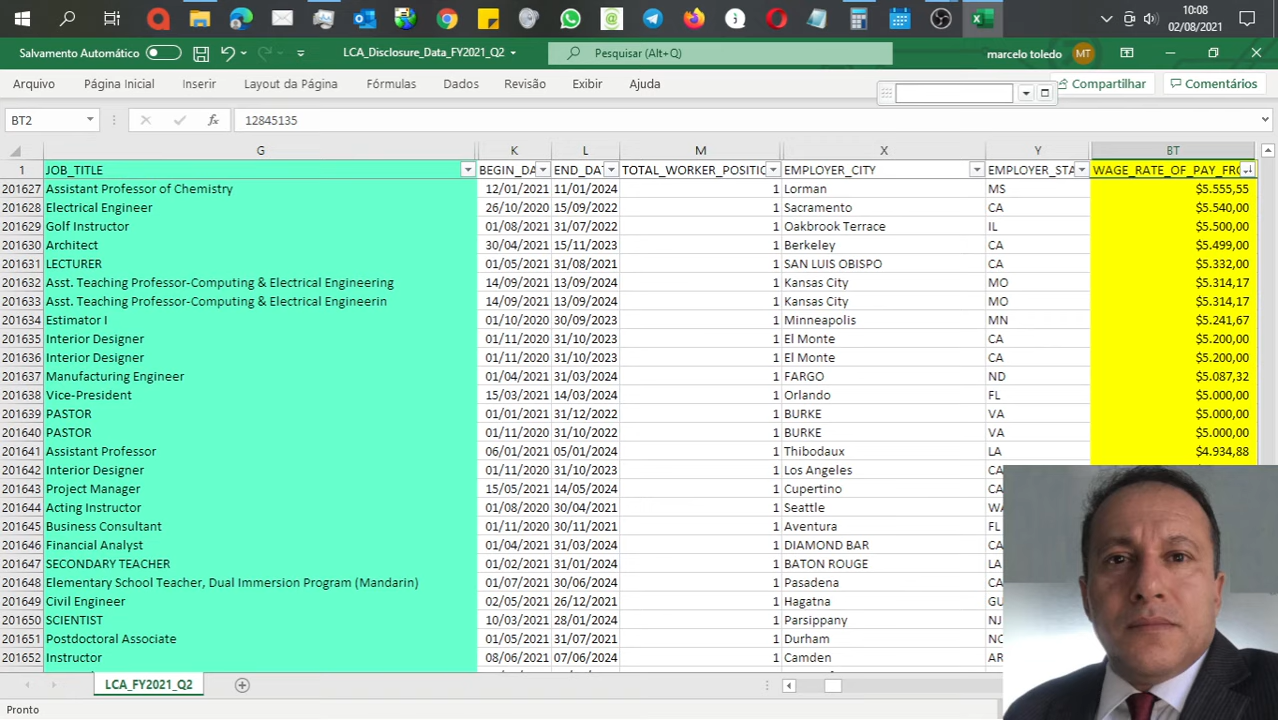 10:08
02/08/2021
Salvamento Automático
LCA_Disclosure_Data_FY2021_Q2
Pesquisar (Alt+Q)
marcelo toledo
MT
Arquivo Página Inicial Inserir Layout da Página Fórmulas Dados Revisão Exibir Ajuda
Compartilhar
Comentários
BT2
fx
12845135
G K L M X Y BT
1 JOB_TITLE BEGIN_DA END_DA TOTAL_WORKER_POSITIO EMPLOYER_CITY EMPLOYER_STA WAGE_RATE_OF_PAY_FRO
201627 Assistant Professor of Chemistry 12/01/2021 11/01/2024 1 Lorman MS $5.555,55
201628 Electrical Engineer 26/10/2020 15/09/2022 1 Sacramento CA $5.540,00
201629 Golf Instructor 01/08/2021 31/07/2022 1 Oakbrook Terrace IL $5.500,00
201630 Architect 30/04/2021 15/11/2023 1 Berkeley CA $5.499,00
201631 LECTURER 01/05/2021 31/08/2021 1 SAN LUIS OBISPO CA $5.332,00
201632 Asst. Teaching Professor-Computing & Electrical Engineering 14/09/2021 13/09/2024 1 Kansas City MO $5.314,17
201633 Asst. Teaching Professor-Computing & Electrical Engineerin 14/09/2021 13/09/2024 1 Kansas City MO $5.314,17
201634 Estimator I 01/10/2020 30/09/2023 1 Minneapolis MN $5.241,67
201635 Interior Designer 01/11/2020 31/10/2023 1 El Monte CA $5.200,00
201636 Interior Designer 01/11/2020 31/10/2023 1 El Monte CA $5.200,00
201637 Manufacturing Engineer 01/04/2021 31/03/2024 1 FARGO ND $5.087,32
201638 Vice-President 15/03/2021 14/03/2024 1 Orlando FL $5.000,00
201639 PASTOR 01/01/2021 31/12/2022 1 BURKE VA $5.000,00
201640 PASTOR 01/11/2020 31/10/2022 1 BURKE VA $5.000,00
201641 Assistant Professor 06/01/2021 05/01/2024 1 Thibodaux LA $4.934,88
201642 Interior Designer 01/11/2020 31/10/2023 1 Los Angeles CA
201643 Project Manager 15/05/2021 14/05/2024 1 Cupertino CA
201644 Acting Instructor 01/08/2020 30/04/2021 1 Seattle WA
201645 Business Consultant 01/11/2020 30/11/2021 1 Aventura FL
201646 Financial Analyst 01/04/2021 31/03/2024 1 DIAMOND BAR CA
201647 SECONDARY TEACHER 01/02/2021 31/01/2024 1 BATON ROUGE LA
201648 Elementary School Teacher, Dual Immersion Program (Mandarin) 01/07/2021 30/06/2024 1 Pasadena CA
201649 Civil Engineer 02/05/2021 26/12/2021 1 Hagatna GU
201650 SCIENTIST 10/03/2021 28/01/2024 1 Parsippany NJ
201651 Postdoctoral Associate 01/05/2021 31/07/2021 1 Durham NC
201652 Instructor 08/06/2021 07/06/2024 1 Camden AR
LCA_FY2021_Q2
Pronto